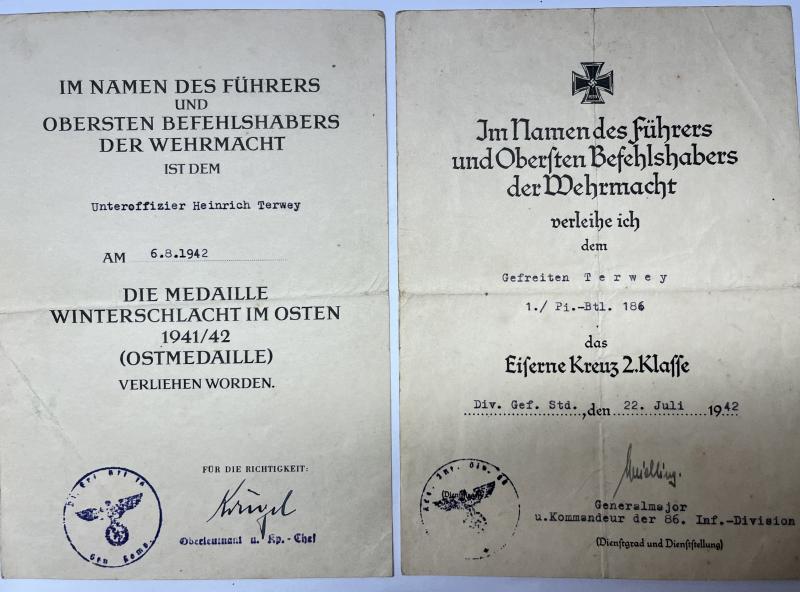 IM NAMEN DES FÜHRERS
UND
OBERSTEN BEFEHLSHABERS
DER WEHRMACHT
IST DEM
Unteroffizier Heinrich Terwey
AM 6.8.1942
DIE MEDAILLE
WINTERSCHLACHT IM OSTEN
1941/42
(OSTMEDAILLE)
VERLIEHEN WORDEN.
FÜR DIE RICHTIGKEIT:
Oberleutnant u. Kp.-Chef
Im Namen des Führers
und Oberſten Befehlshabers
der Wehrmacht
verleihe ich
dem
Gefreiten Terwey
1./ Pi.-Btl. 186
das
Eiſerne Kreuz 2.Klaſſe
Div. Gef. Std.,den 22. Juli 1942
(Dienſtſiegel)
Generalmajor
u.Kommandeur der 86. Inf.-Division
(Dienſtgrad und Dienſtſtellung)